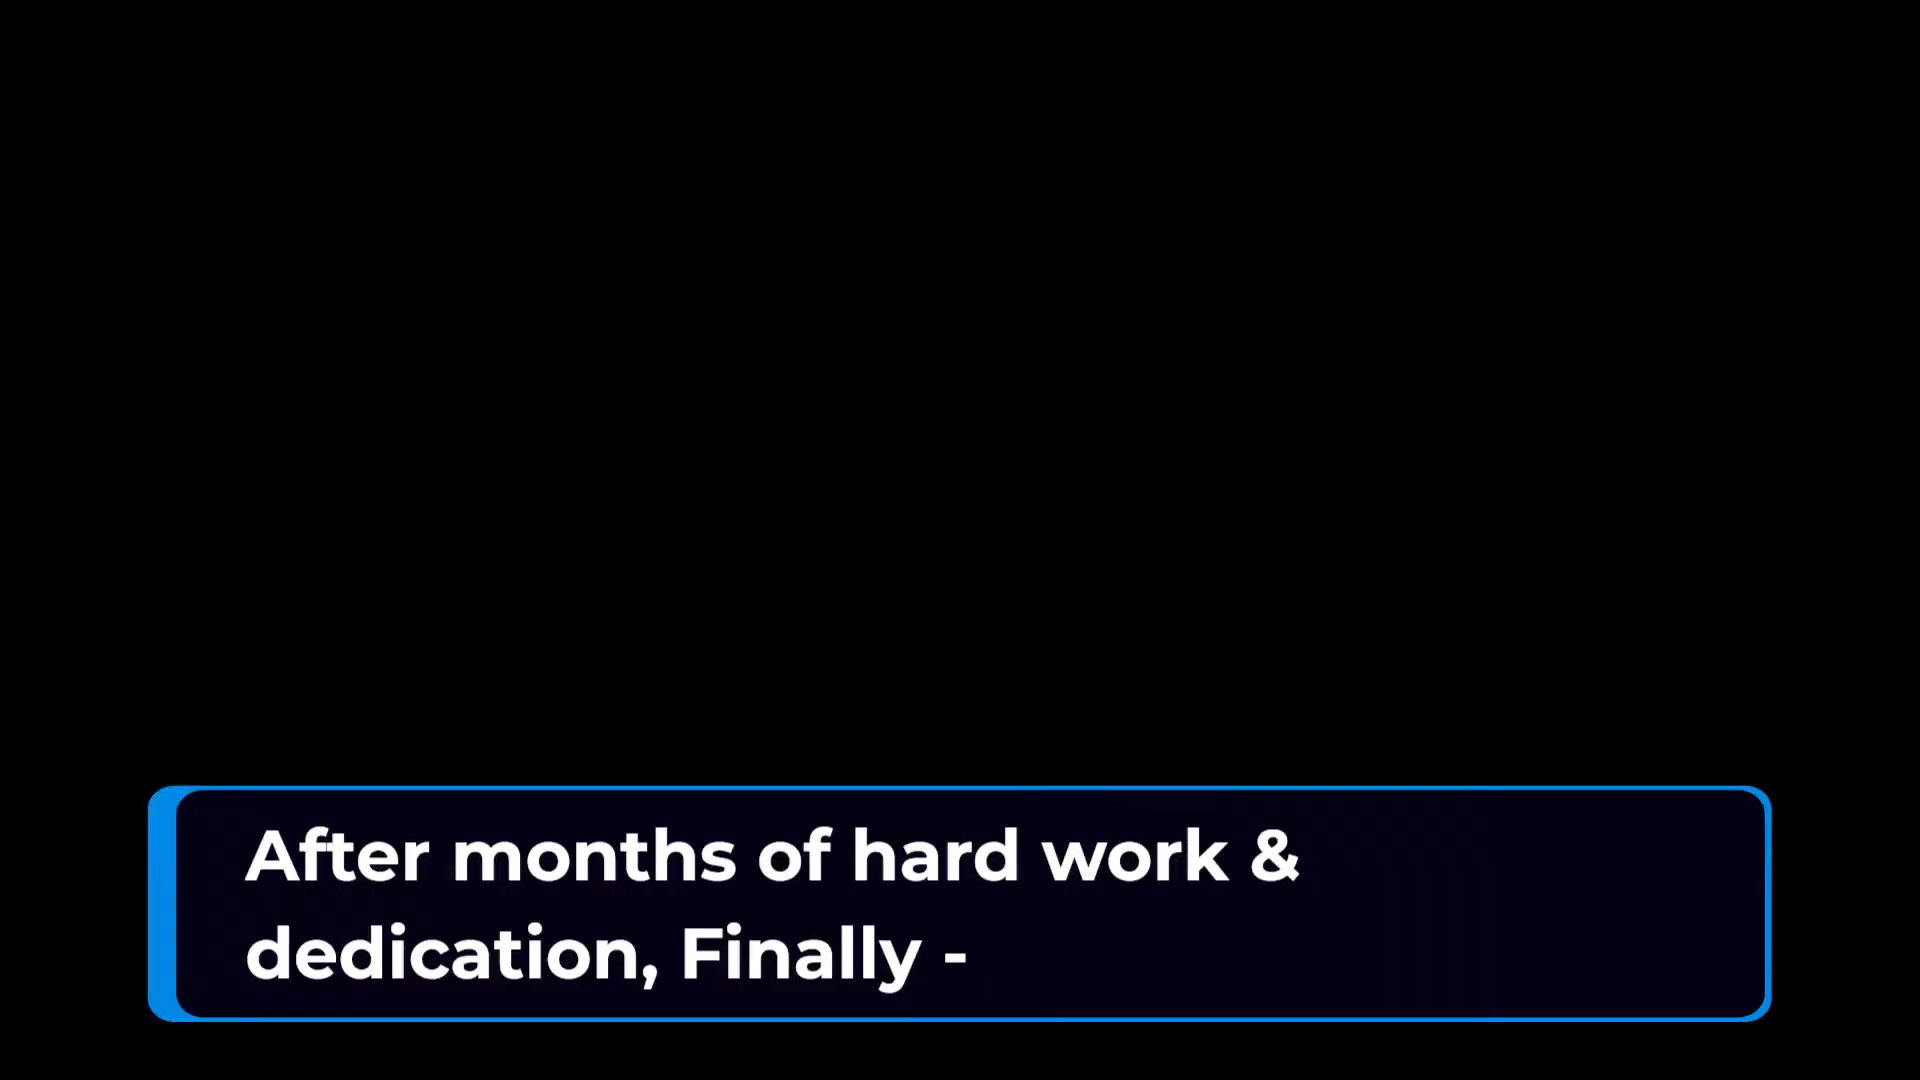 After months of hard work &
dedication, Finally -